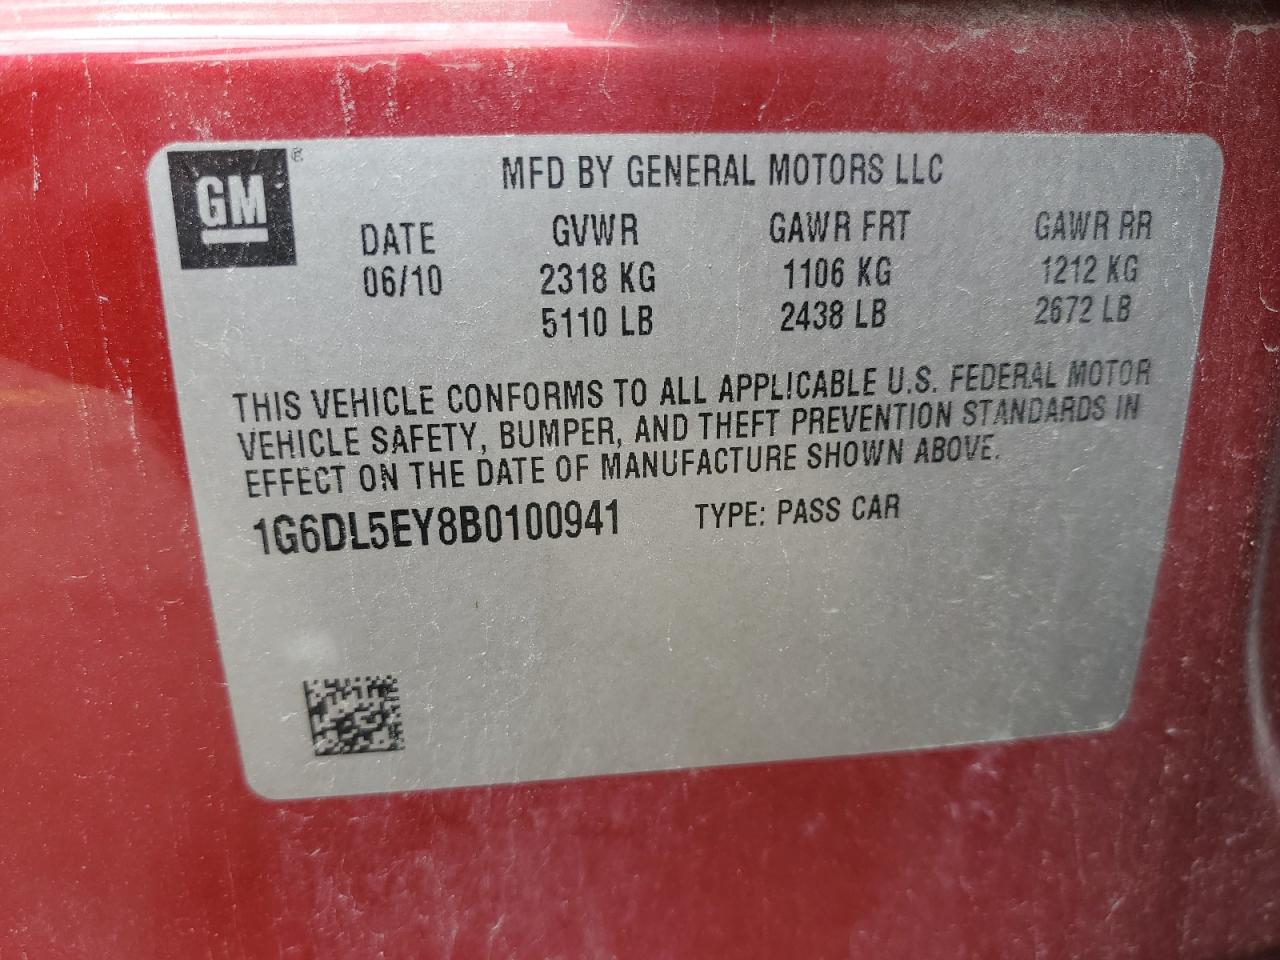 GM ®
MFD BY GENERAL MOTORS LLC
DATE GVWR GAWR FRT GAWR RR
06/10 2318 KG 1106 KG 1212 KG
5110 LB 2438 LB 2672 LB
THIS VEHICLE CONFORMS TO ALL APPLICABLE U.S. FEDERAL MOTOR
VEHICLE SAFETY, BUMPER, AND THEFT PREVENTION STANDARDS IN
EFFECT ON THE DATE OF MANUFACTURE SHOWN ABOVE.
1G6DL5EY8B0100941 TYPE: PASS CAR